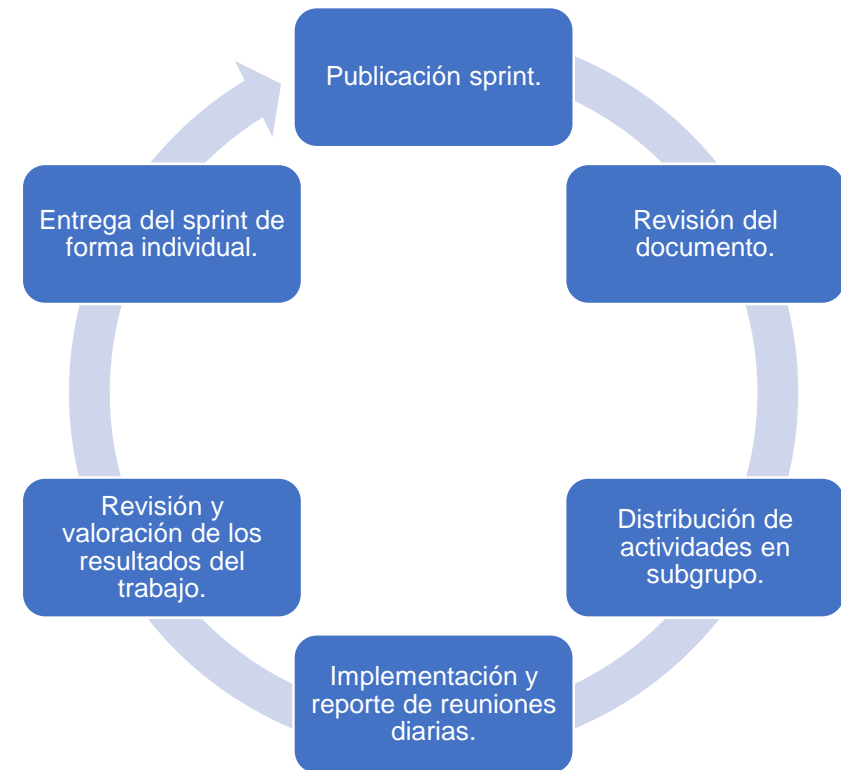 Publicación sprint.
Revisión del
documento.
Distribución de
actividades en
subgrupo.
Implementación y
reporte de reuniones
diarias.
Revisión y
valoración de los
resultados del
trabajo.
Entrega del sprint de
forma individual.